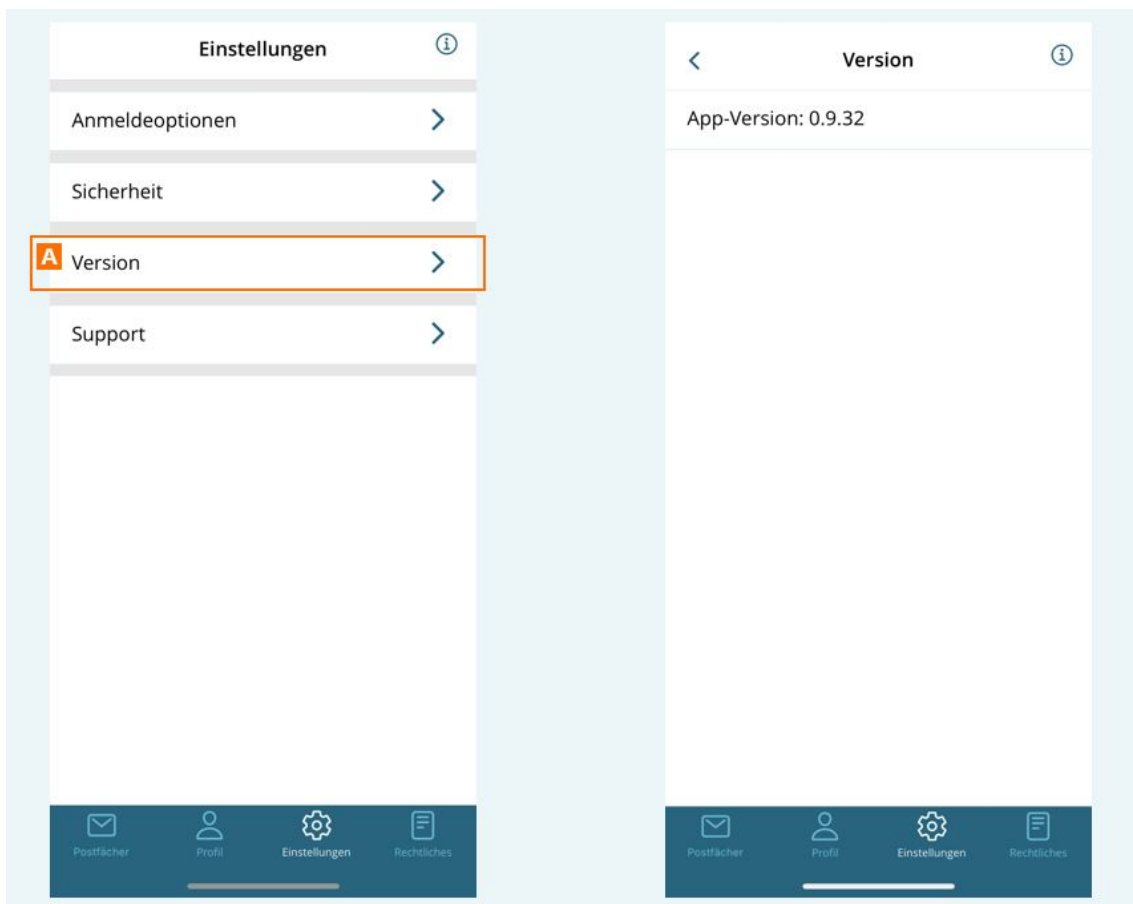 Einstellungen
Anmeldeoptionen
Sicherheit
A Version
Support
Postfächer Profil Einstellungen Rechtliches
Version
App-Version: 0.9.32
Postfächer Profil Einstellungen Rechtliches